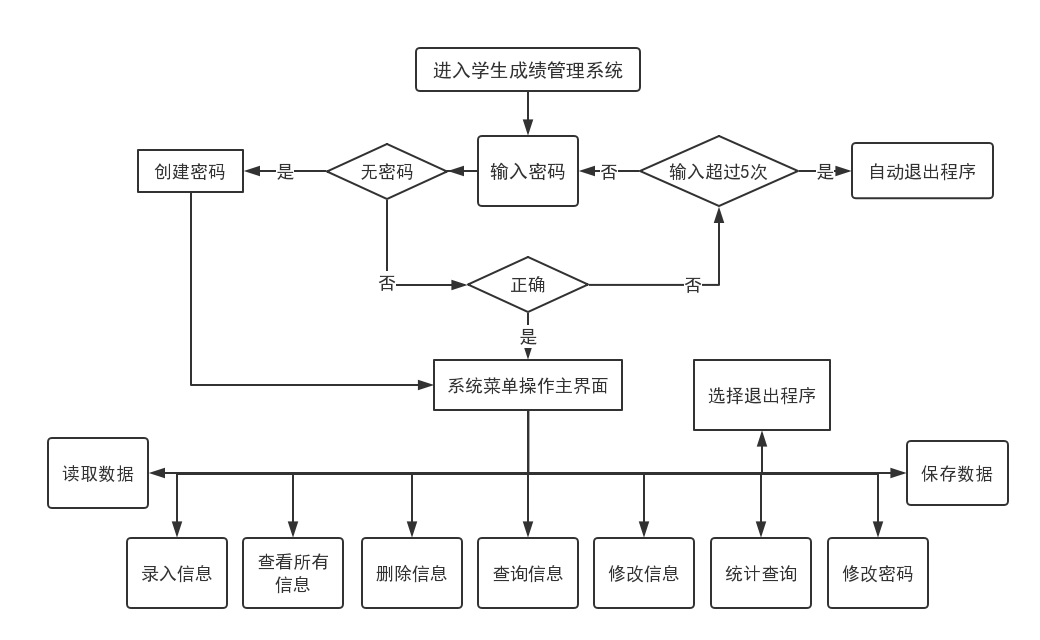 进入学生成绩管理系统
创建密码
是
无密码
输入密码
否
输入超过5次
是
自动退出程序
否
正确
否
是
系统菜单操作主界面
选择退出程序
读取数据
保存数据
录入信息
查看所有
信息
删除信息
查询信息
修改信息
统计查询
修改密码